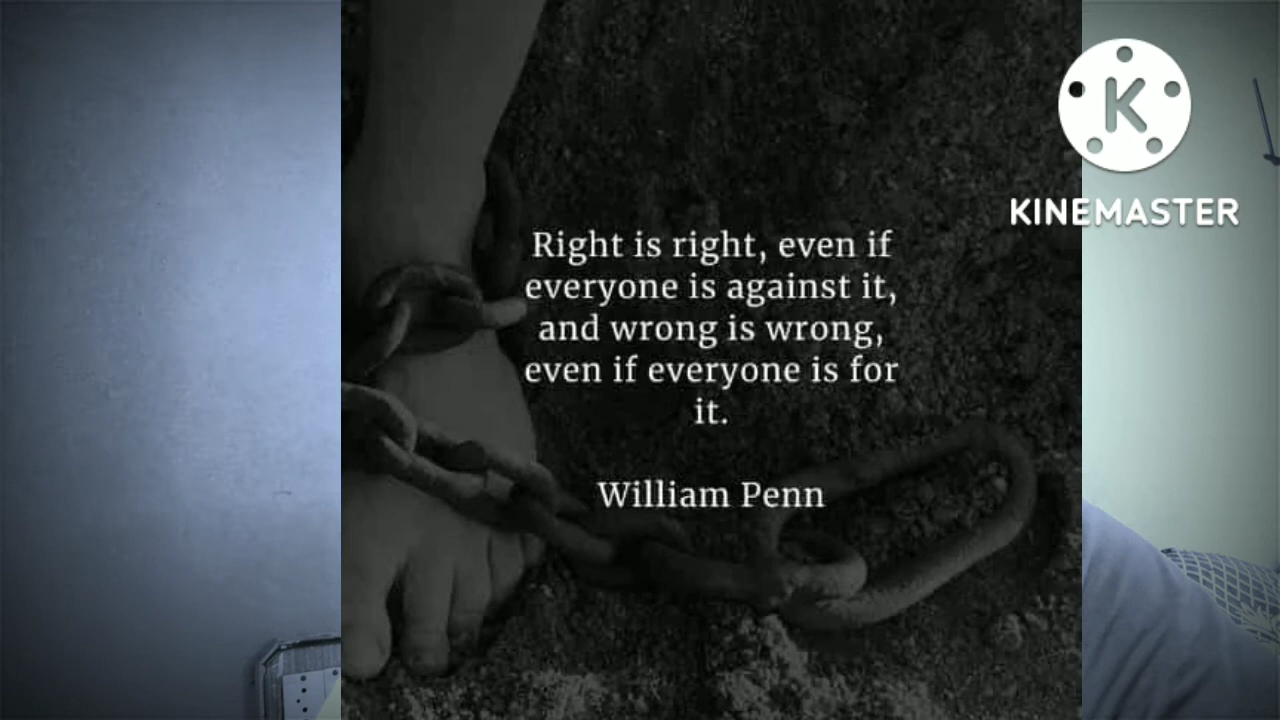 K
KINEMASTER
Right is right, even if
everyone is against it,
and wrong is wrong,
even if everyone is for
it.
William Penn